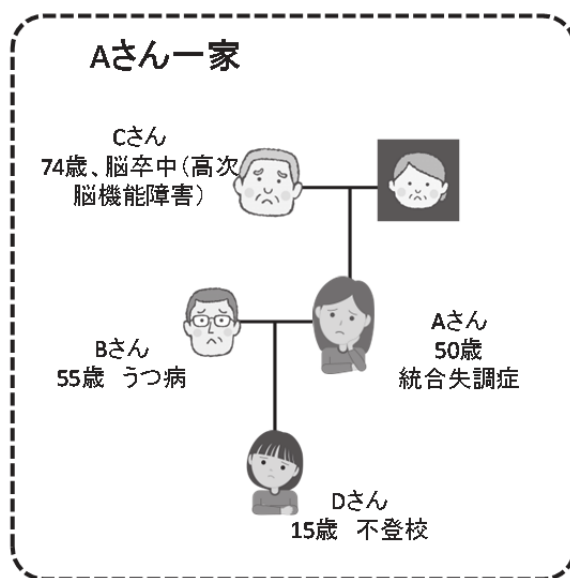 Aさん一家
Cさん
74歳、脳卒中（高次
脳機能障害）
Bさん
55歳　うつ病
Aさん
50歳
統合失調症
Dさん
15歳　不登校